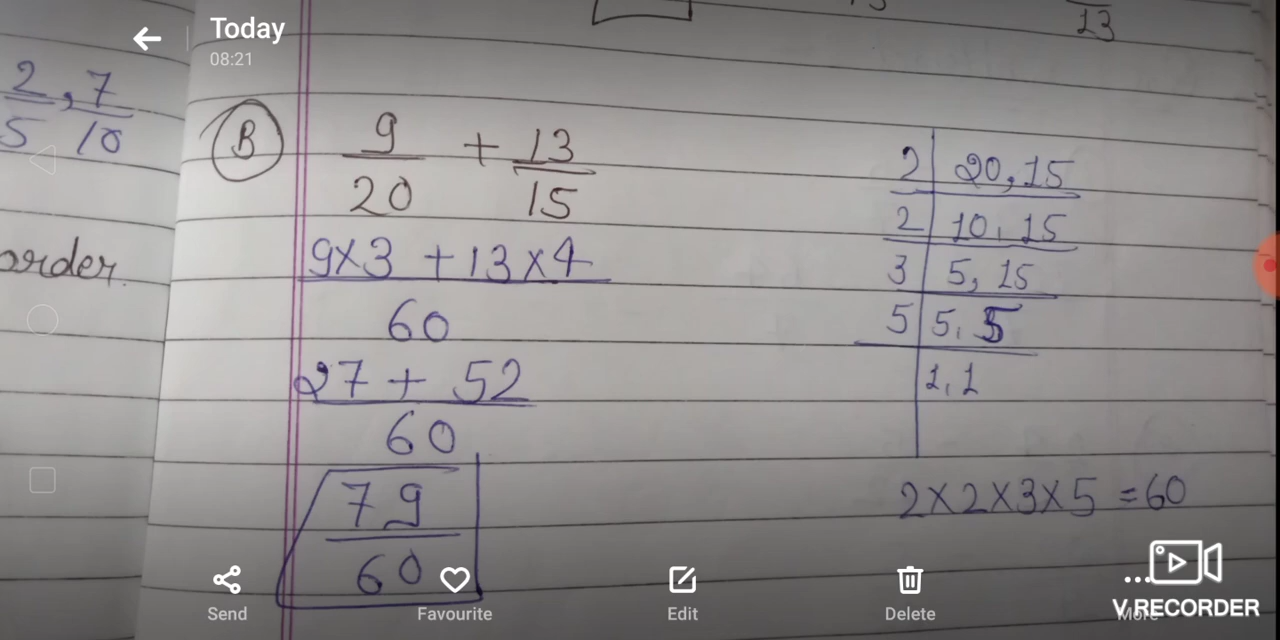 Today
08:21
13
2/5, 7/10
order.
B 9/20 + 13/15
9×3 + 13×4
60
27 + 52
60
79
60
2 | 20, 15
2 | 10, 15
3 | 5, 15
5 | 5, 5
1, 1
2×2×3×5 = 60
Send
Favourite
Edit
Delete
More
V.RECORDER